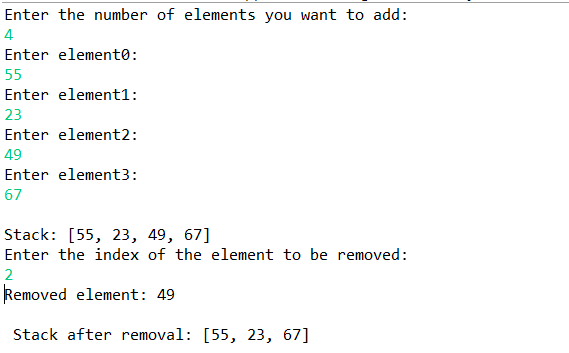 Enter the number of elements you want to add:
4
Enter element0:
55
Enter element1:
23
Enter element2:
49
Enter element3:
67
Stack: [55, 23, 49, 67]
Enter the index of the element to be removed:
2
Removed element: 49
Stack after removal: [55, 23, 67]